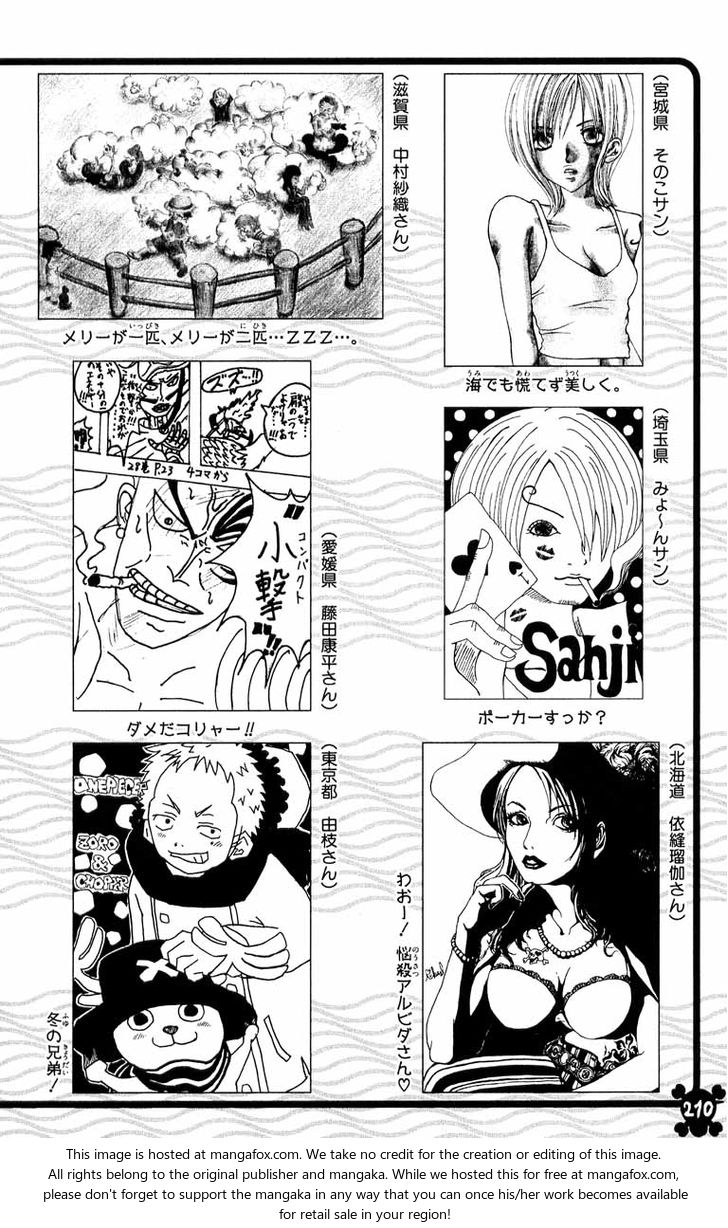 (宮城県 そのこサン)
海でも慌てず美しく。
(滋賀県 中村紗織さん)
メリーが一匹、メリーが二匹…ZZZ…。
(埼玉県 みょ〜んサン)
Sanji
ポーカーすっか?
ズズ…!!
28巻 P.23 4コマから
"小撃"!!
コンパクト
(愛媛県 藤田康平さん)
ダメだコリャー!!
(北海道 依縫瑠伽さん)
わおー! 悩殺アルビダさん♡
(東京都 由枝さん)
ONEPIECE
ZORO
&
CHOPPER
冬の兄弟!
210
This image is hosted at mangafox.com. We take no credit for the creation or editing of this image.
All rights belong to the original publisher and mangaka. While we hosted this for free at mangafox.com,
please don't forget to support the mangaka in any way that you can once his/her work becomes available
for retail sale in your region!